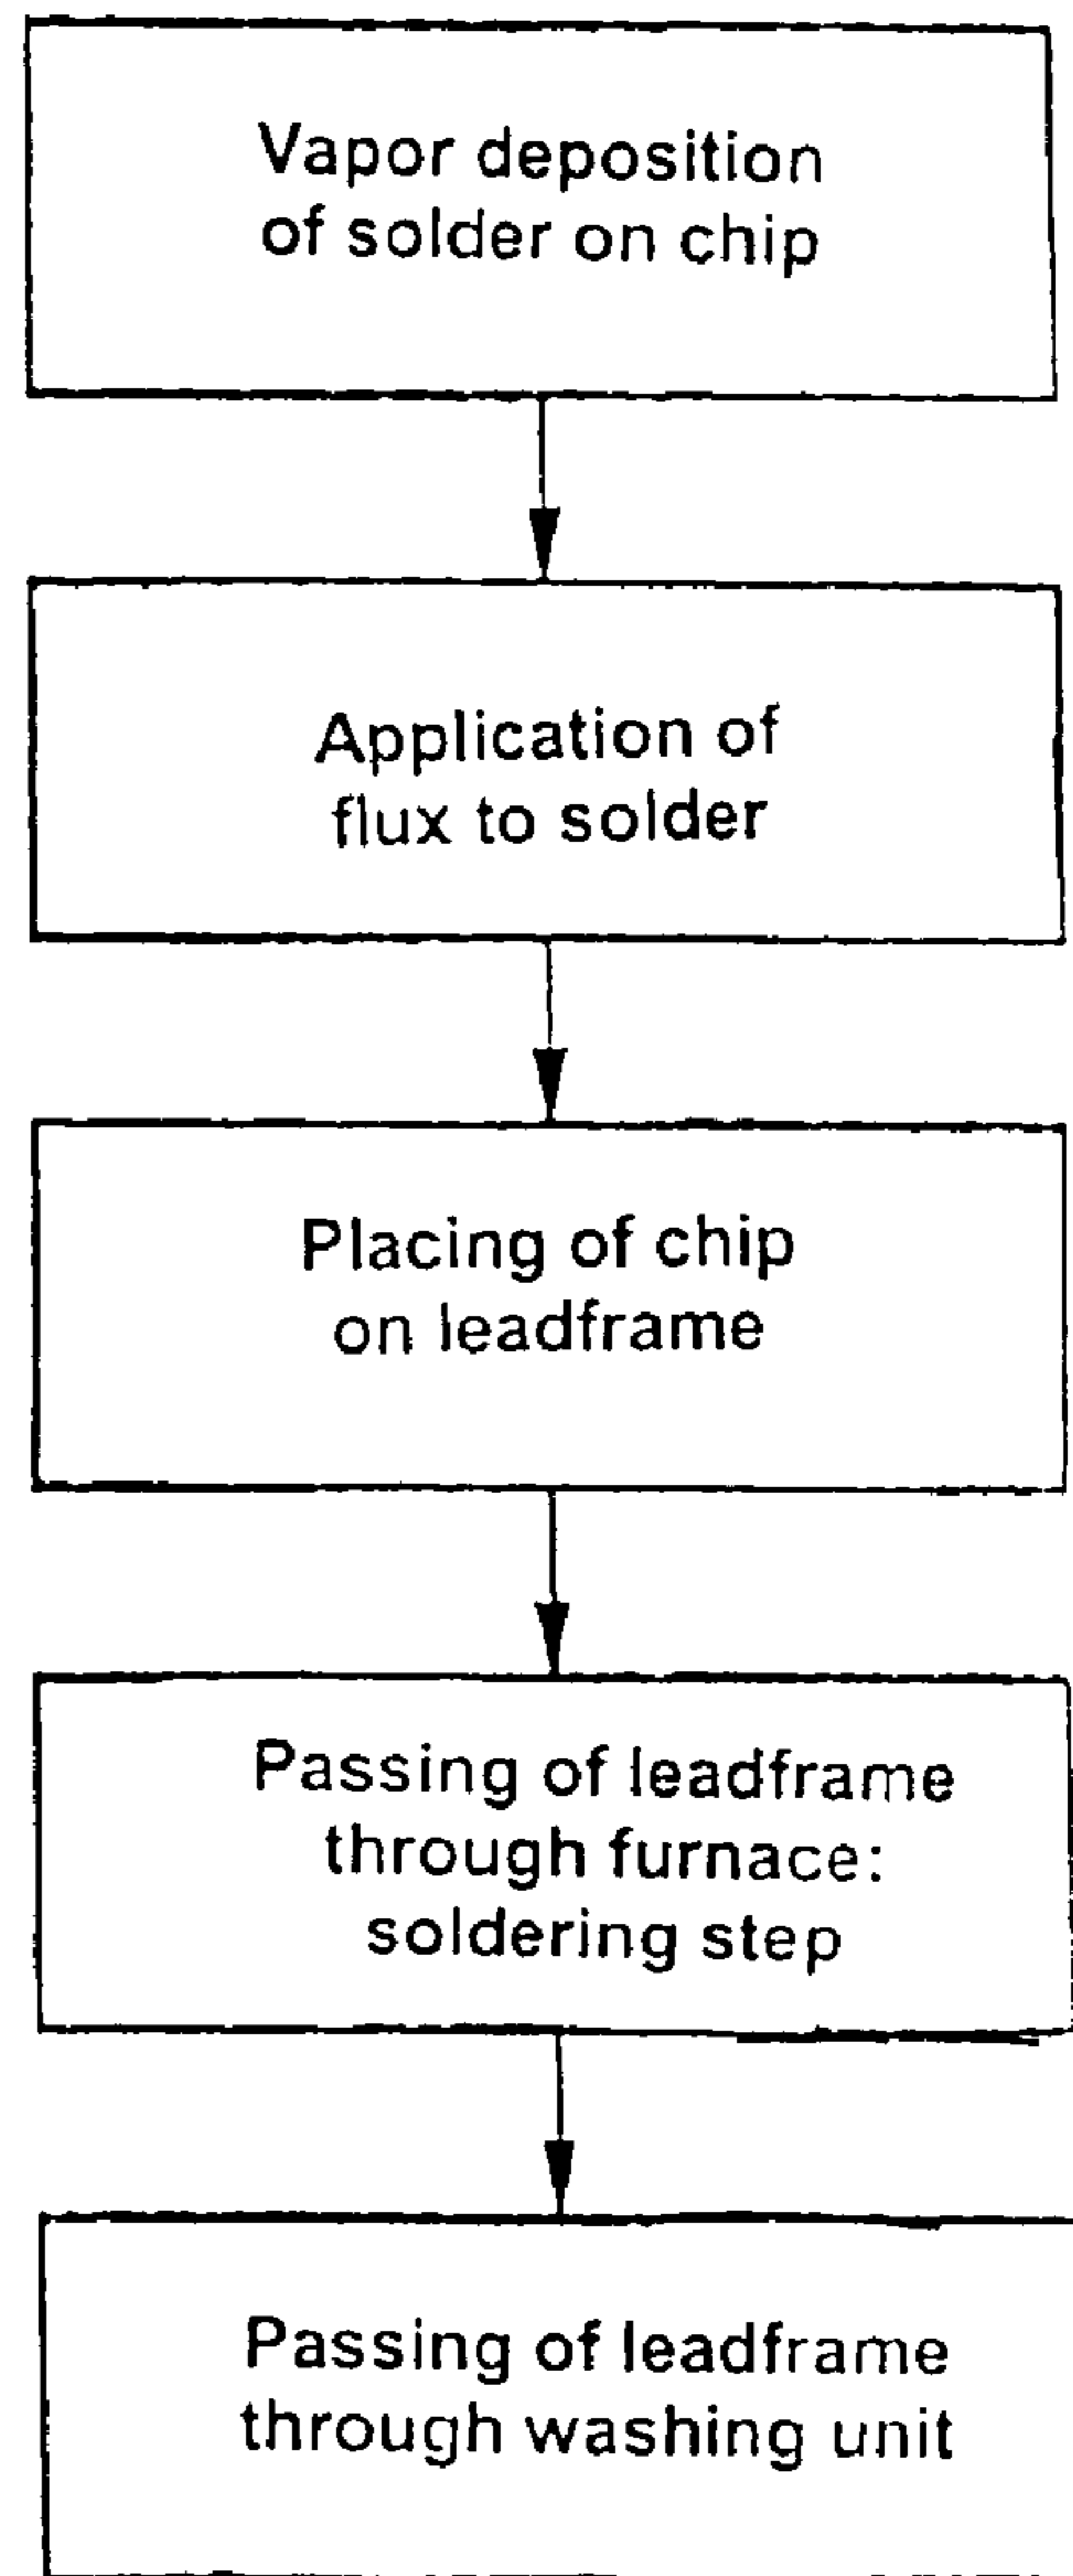 Vapor deposition
of solder on chip
Application of
flux to solder
Placing of chip
on leadframe
Passing of leadframe
through furnace:
soldering step
Passing of leadframe
through washing unit